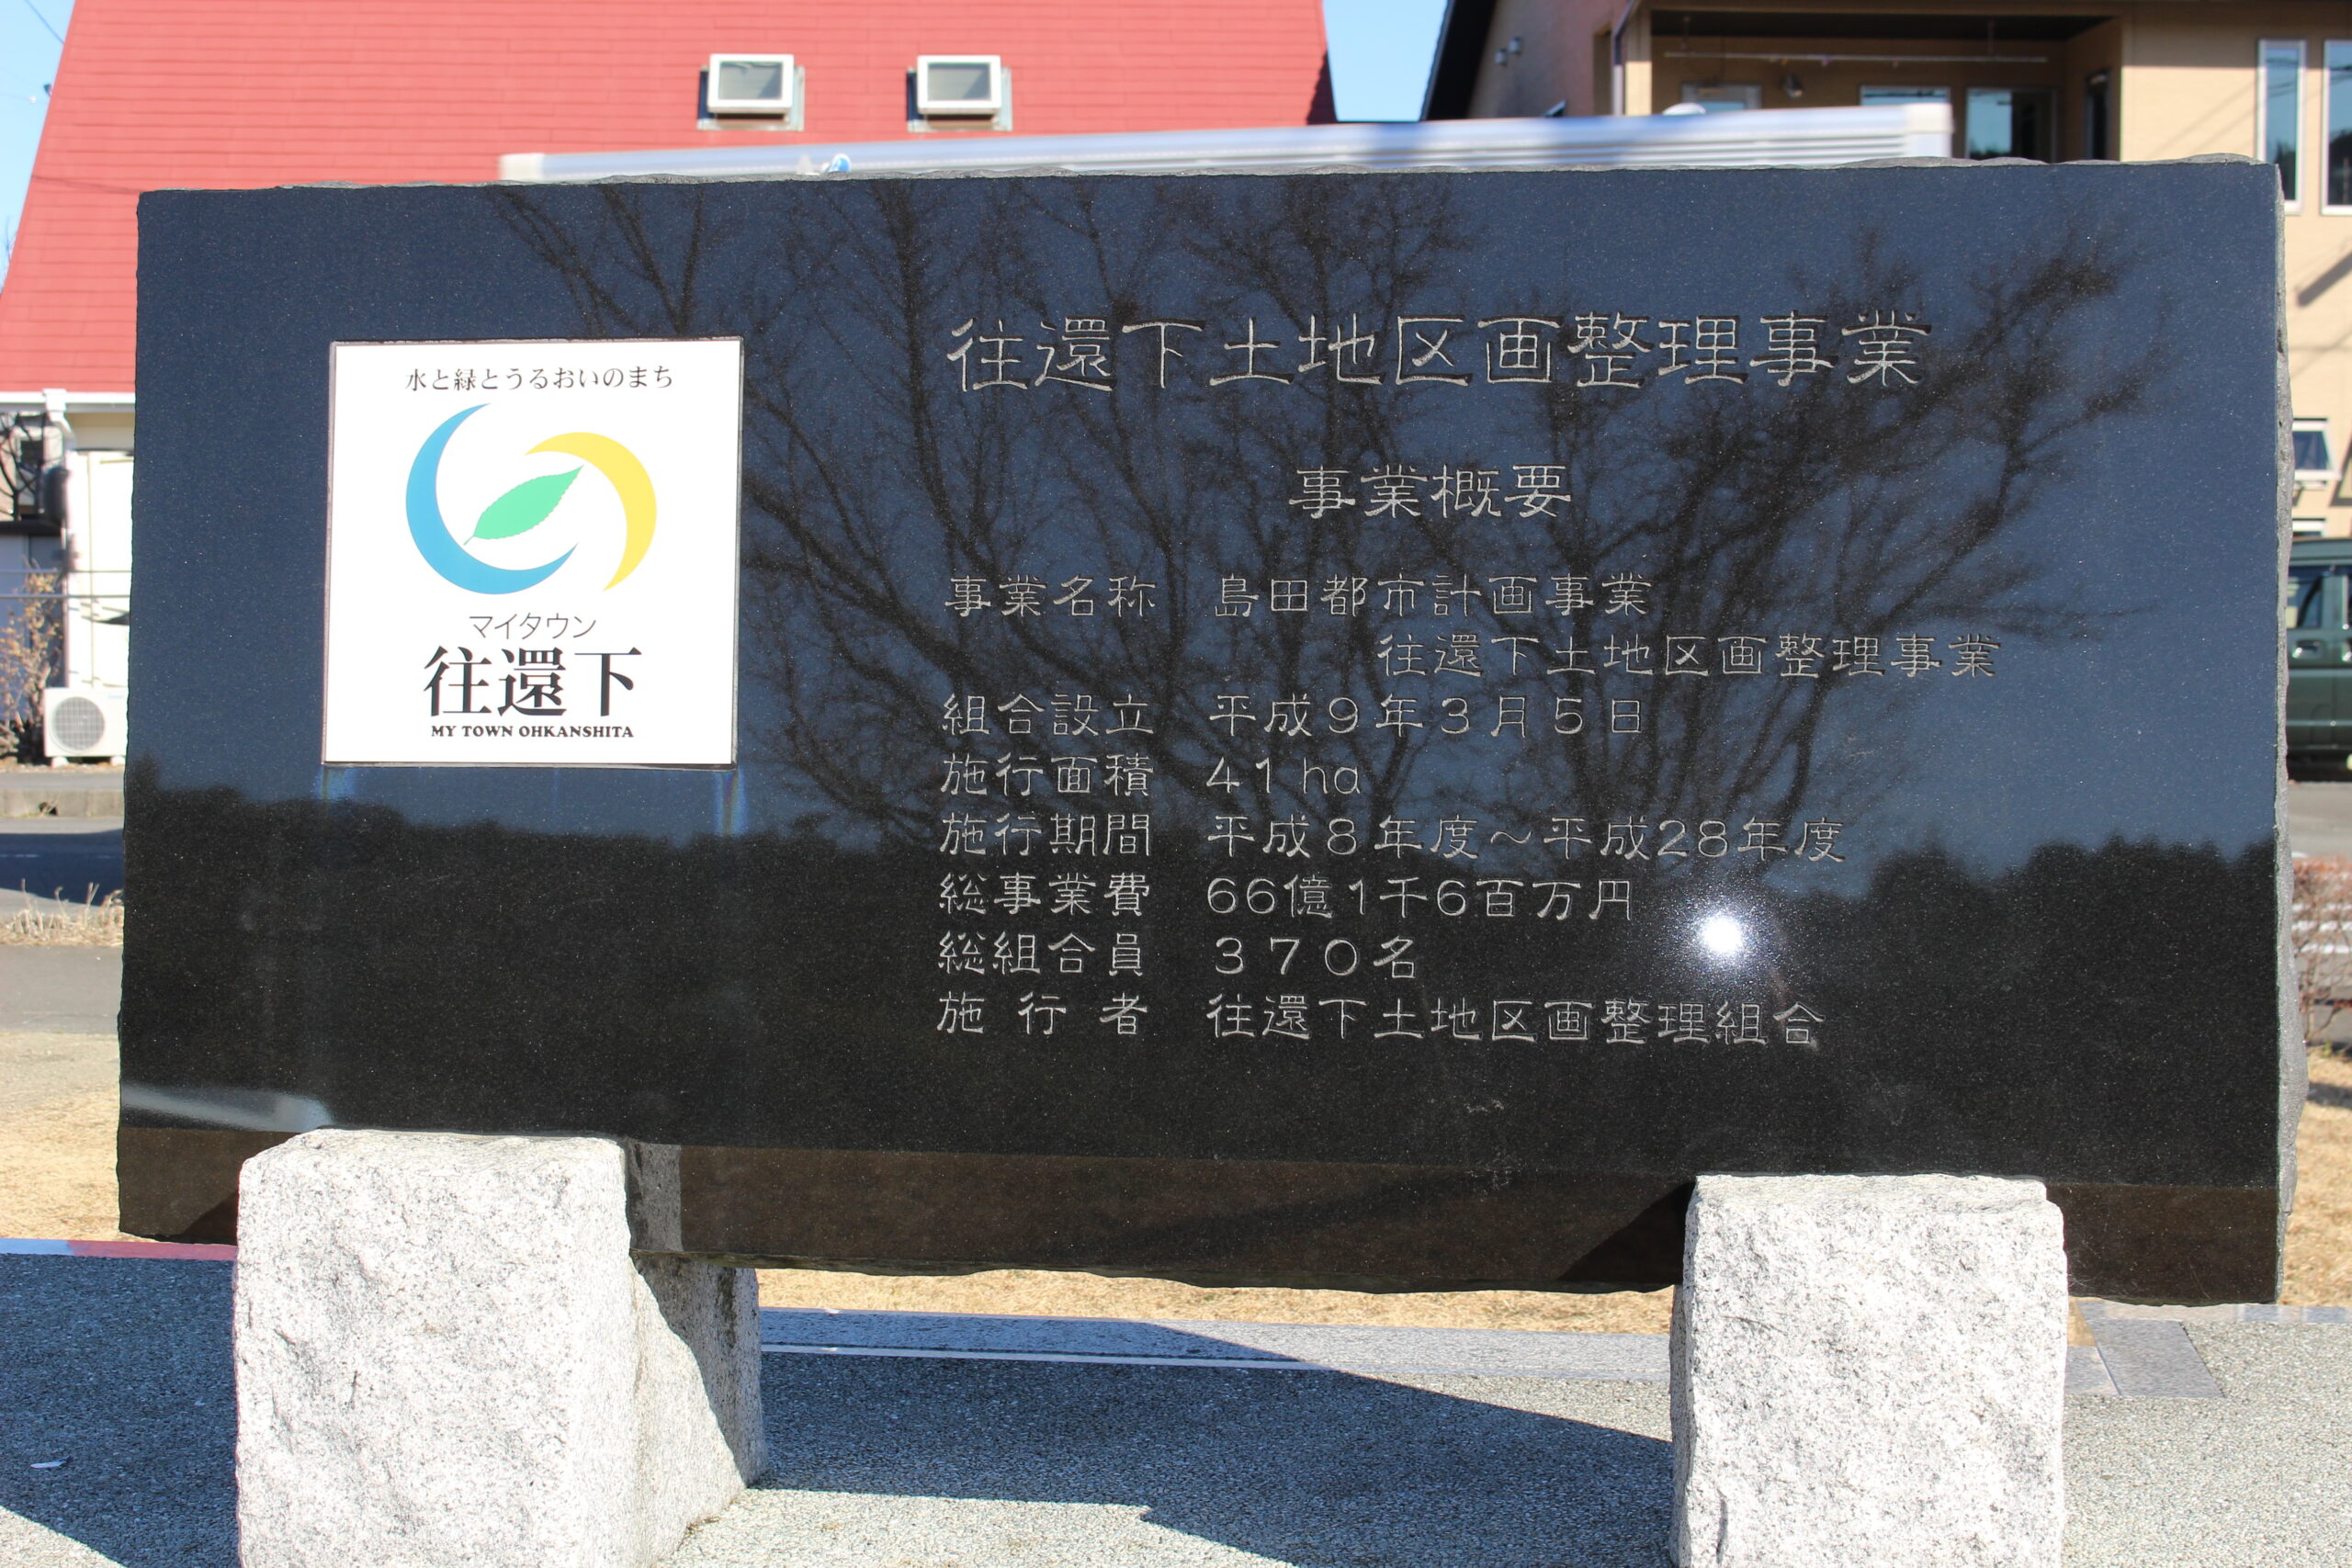 水と緑とうるおいのまち
マイタウン
往還下
MY TOWN OHKANSHITA
往還下土地区画整理事業
事業概要
事業名称　島田都市計画事業
往還下土地区画整理事業
組合設立　平成９年３月５日
施行面積　４１ha
施行期間　平成８年度～平成28年度
総事業費　66億１千６百万円
総組合員　３７０名
施行者　往還下土地区画整理組合